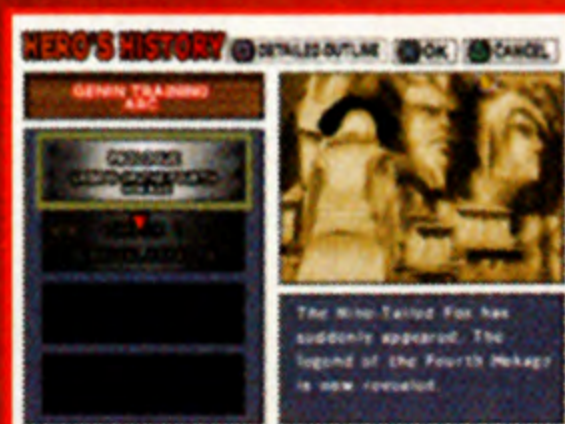 HERO'S HISTORY DETAILED OUTLINE OK CANCEL
GENIN TRAINING
ARC
PROLOGUE
The Nine-Tailed Fox has
suddenly appeared. The
legend of the Fourth Hokage
is now revealed.